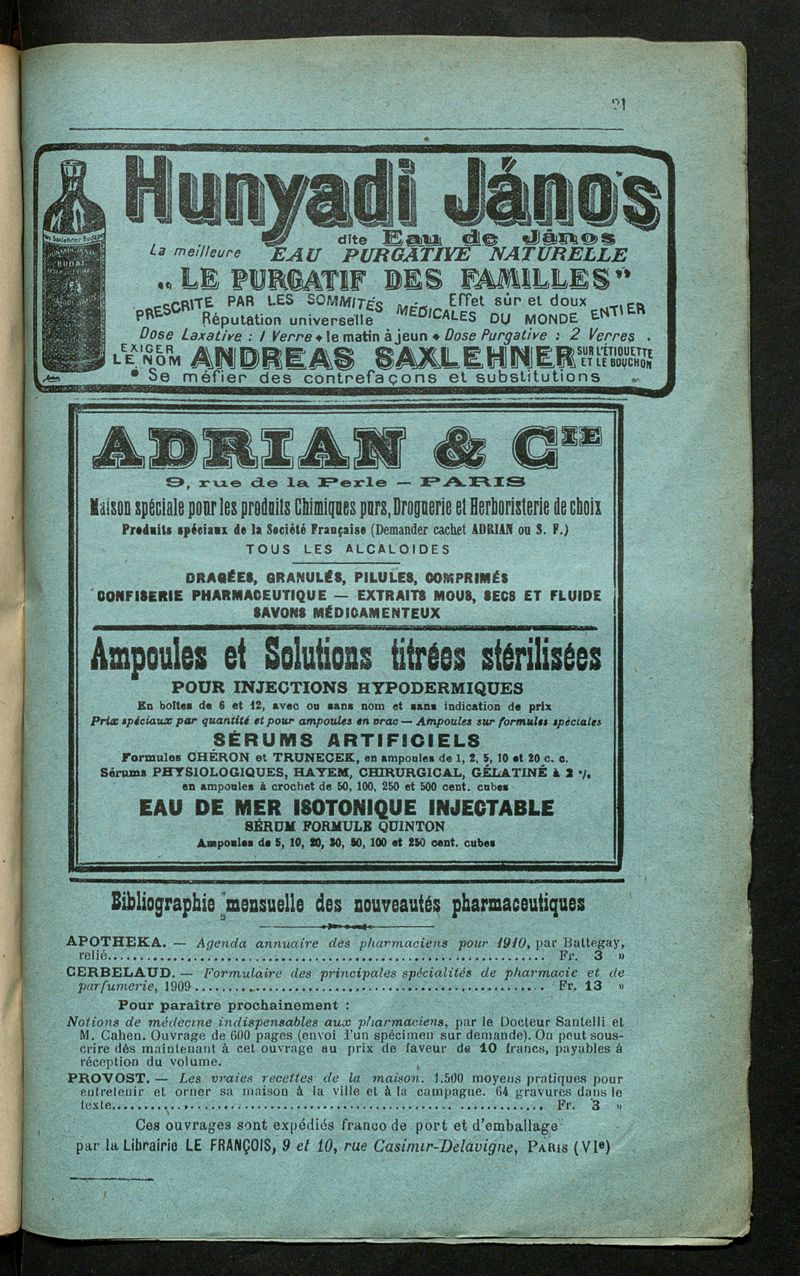 21
Hunyadi János
dite Eau de János
La meilleure EAU PURGATIVE NATURELLE
„ LE PURGATIF DES FAMILLES"
PRESCRITE PAR LES SOMMITÉS MÉDICALES DU MONDE ENTIER
Effet sûr et doux
Réputation universelle
Dose Laxative : 1 Verre ♦ le matin à jeun ♦ Dose Purgative : 2 Verres .
EXIGER LE NOM ANDREAS SAXLEHNER SUR L'ÉTIQUETTE ET LE BOUCHON
Se méfier des contrefaçons et substitutions
ADRIAN & CIE
9, rue de la Perle — PARIS
Maison spéciale pour les produits Chimiques purs, Droguerie et Herboristerie de choix
Produits spéciaux de la Société Française (Demander cachet ADRIAN ou S. F.)
TOUS LES ALCALOIDES
DRAGÉES, GRANULÉS, PILULES, COMPRIMÉS
CONFISERIE PHARMACEUTIQUE — EXTRAITS MOUS, SECS ET FLUIDE
SAVONS MÉDICAMENTEUX
Ampoules et Solutions titrées stérilisées
POUR INJECTIONS HYPODERMIQUES
En boîtes de 6 et 12, avec ou sans nom et sans indication de prix
Prix spéciaux par quantité et pour ampoules en vrac — Ampoules sur formules spéciales
SÉRUMS ARTIFICIELS
Formules CHÉRON et TRUNECEK, en ampoules de 1, 2, 5, 10 et 20 c. c.
Sérums PHYSIOLOGIQUES, HAYEM, CHIRURGICAL, GÉLATINÉ à 2 %
en ampoules à crochet de 50, 100, 250 et 500 cent. cubes
EAU DE MER ISOTONIQUE INJECTABLE
SÉRUM FORMULE QUINTON
Ampoules de 5, 10, 20, 30, 50, 100 et 250 cent. cubes
Bibliographie mensuelle des nouveautés pharmaceutiques
APOTHEKA. — Agenda annuaire des pharmaciens pour 1910, par Battegay,
relié........ Fr. 3 »
CERBELAUD. — Formulaire des principales spécialités de pharmacie et de
parfumerie, 1909........ Fr. 13 »
Pour paraître prochainement :
Notions de médecine indispensables aux pharmaciens, par le Docteur Santelli et
M. Cahen. Ouvrage de 600 pages (envoi d'un spécimen sur demande). On peut sous-
crire dès maintenant à cet ouvrage au prix de faveur de 10 francs, payables à
réception du volume.
PROVOST. — Les vraies recettes de la maison. 1.500 moyens pratiques pour
entretenir et orner sa maison à la ville et à la campagne. 64 gravures dans le
texte........ Fr. 3 »
Ces ouvrages sont expédiés franco de port et d'emballage
par la Librairie LE FRANÇOIS, 9 et 10, rue Casimir-Delavigne, PARIS (VIe)